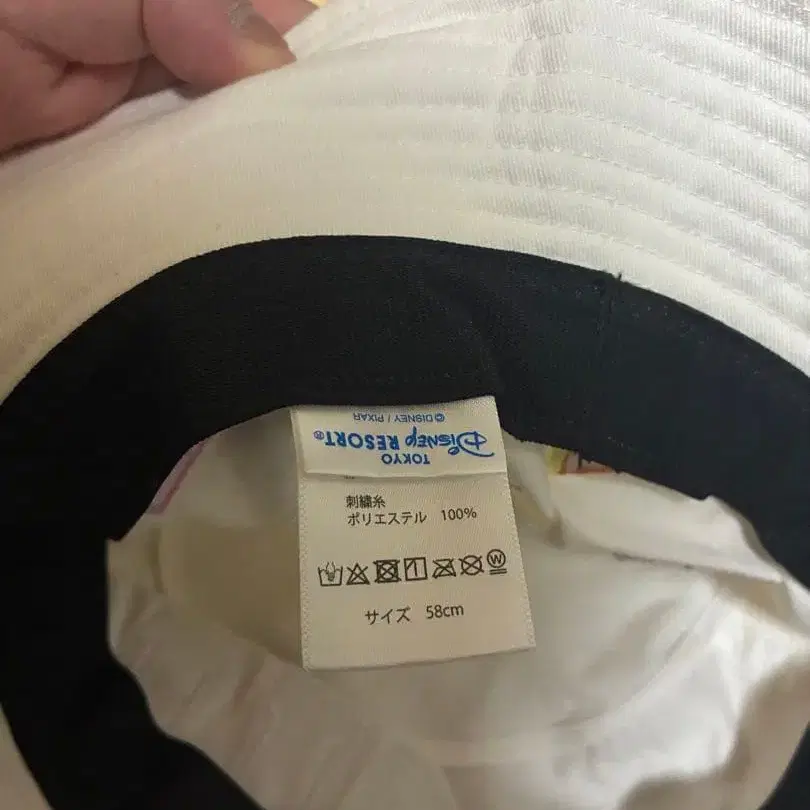 TOKYO
Disney RESORT®
© DISNEY / PIXAR
刺繍糸
ポリエステル 100%
W
サイズ 58cm